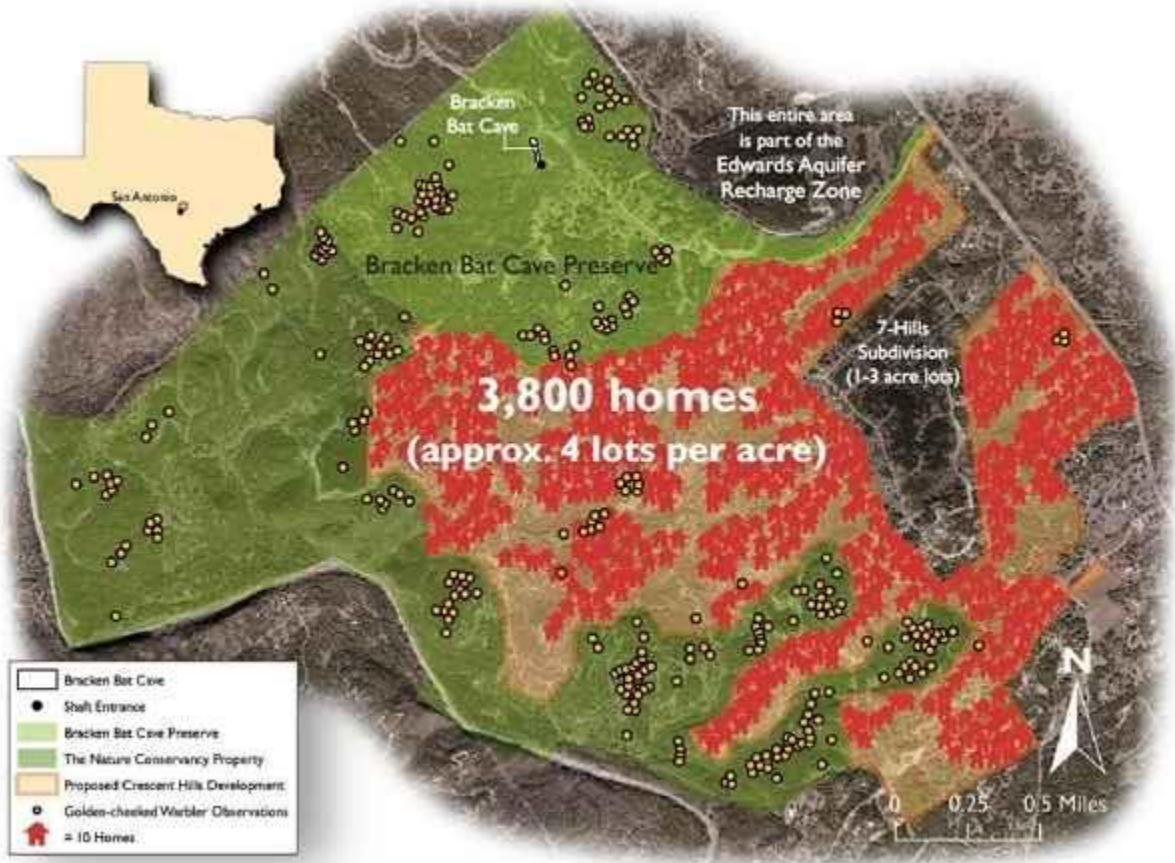 San Antonio
Bracken
Bat Cave
This entire area
is part of the
Edwards Aquifer
Recharge Zone
Bracken Bat Cave Preserve
7-Hills
Subdivision
(1-3 acre lots)
3,800 homes
(approx. 4 lots per acre)
N
0 0.25 0.5 Miles
Bracken Bat Cave
Shaft Entrance
Bracken Bat Cave Preserve
The Nature Conservancy Property
Proposed Crescent Hills Development
Golden-cheeked Warbler Observations
= 10 Homes